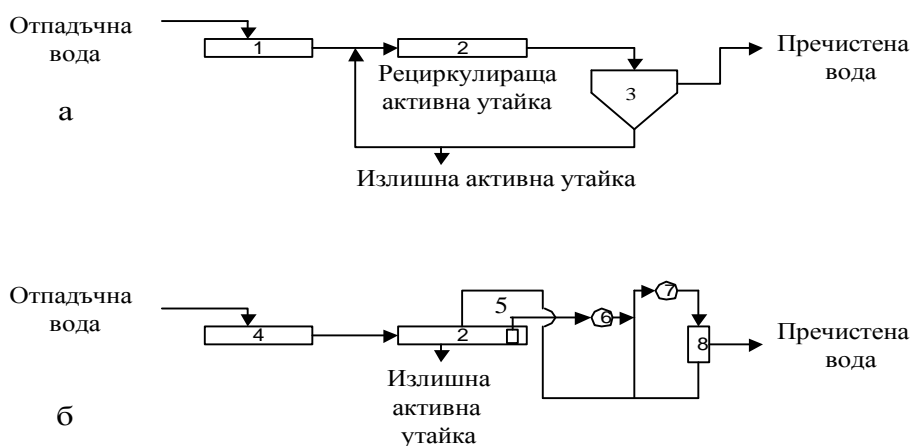 Отпадъчна
вода
1
2
Рециркулираща
активна утайка
3
Пречистена
вода
а
Излишна активна утайка
Отпадъчна
вода
4
2
5
6
7
8
Пречистена
вода
Излишна
активна
утайка
б